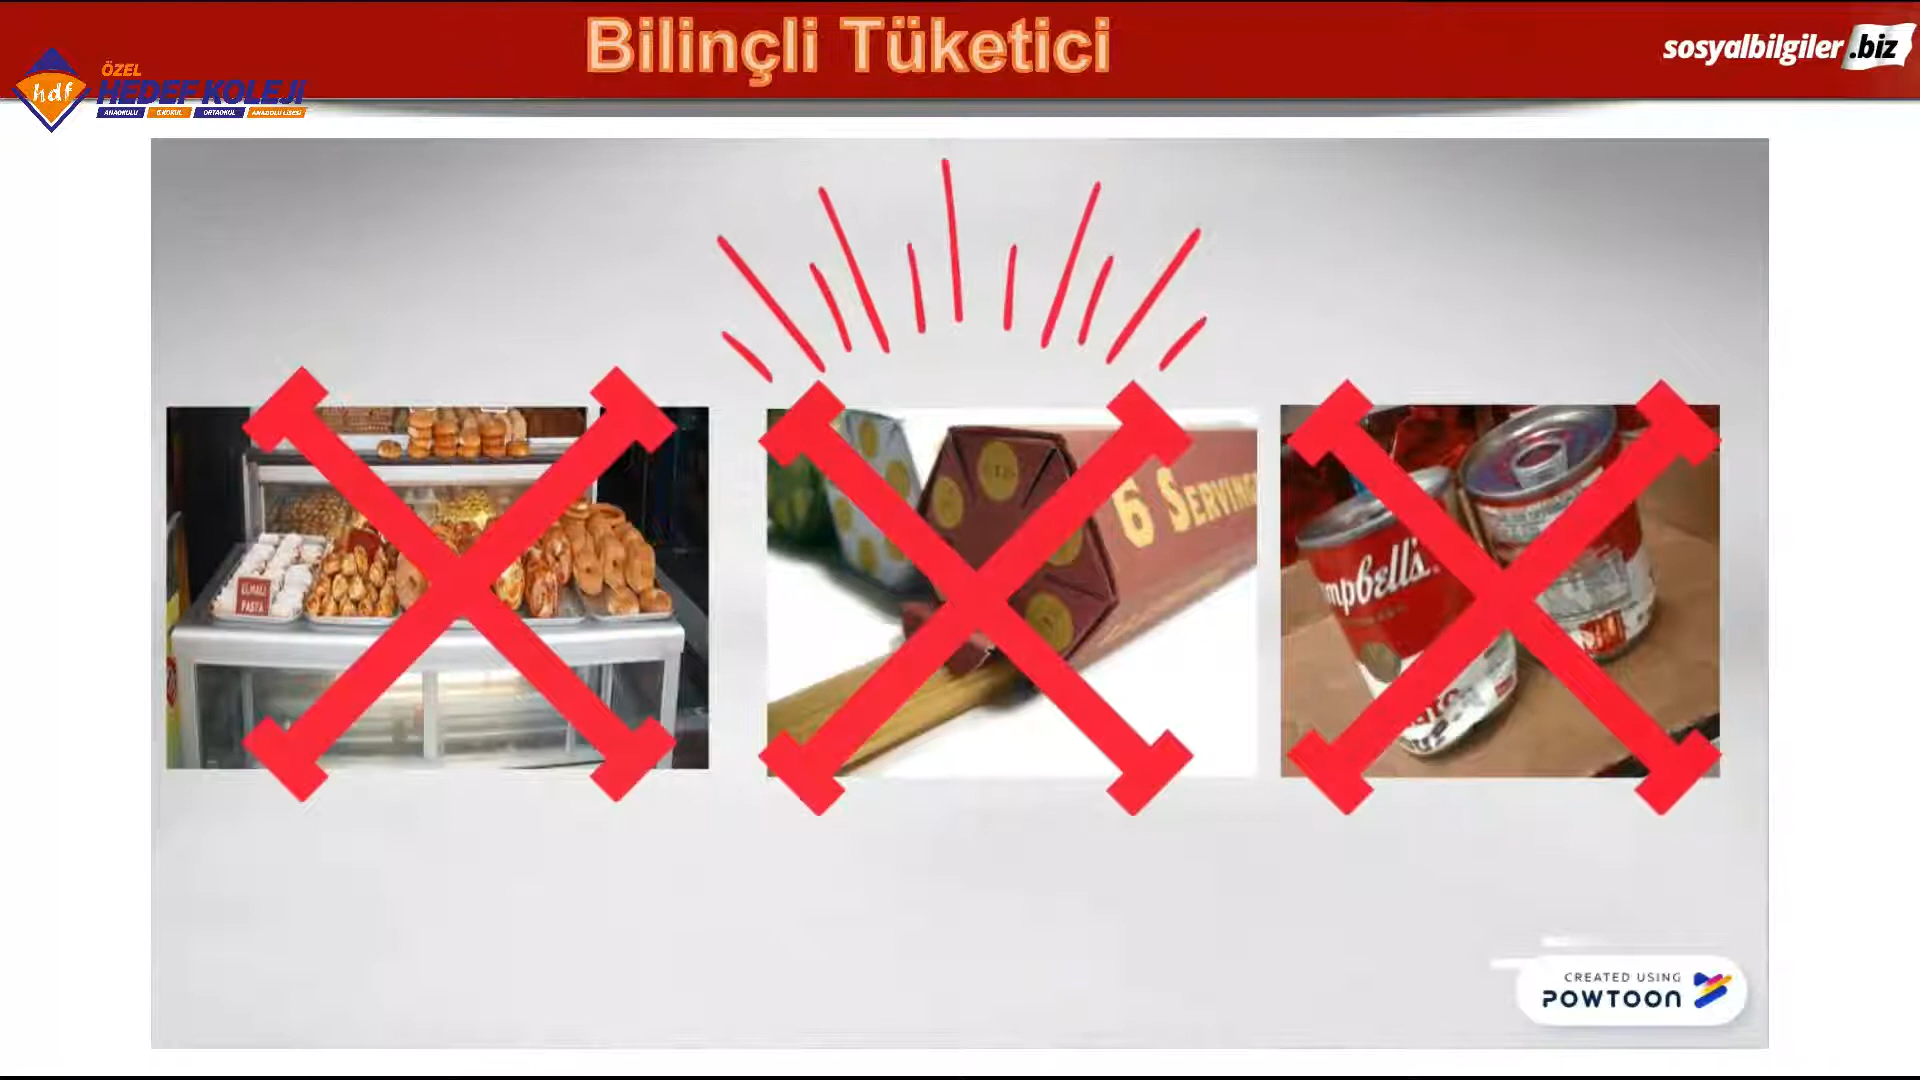 Bilinçli Tüketici
sosyalbilgiler .biz
ÖZEL
hdf
HEDEF KOLEJİ
ANAOKULU İLKOKUL ORTAOKUL ANADOLU LİSESİ
ELMALI
PASTA
6 SERVING
mpbell's
CREATED USING
POWTOON